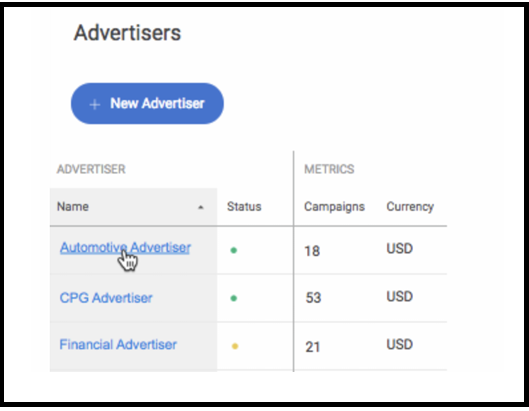 Advertisers
+ New Advertiser
ADVERTISER METRICS
Name Status Campaigns Currency
Automotive Advertiser 18 USD
CPG Advertiser 53 USD
Financial Advertiser 21 USD